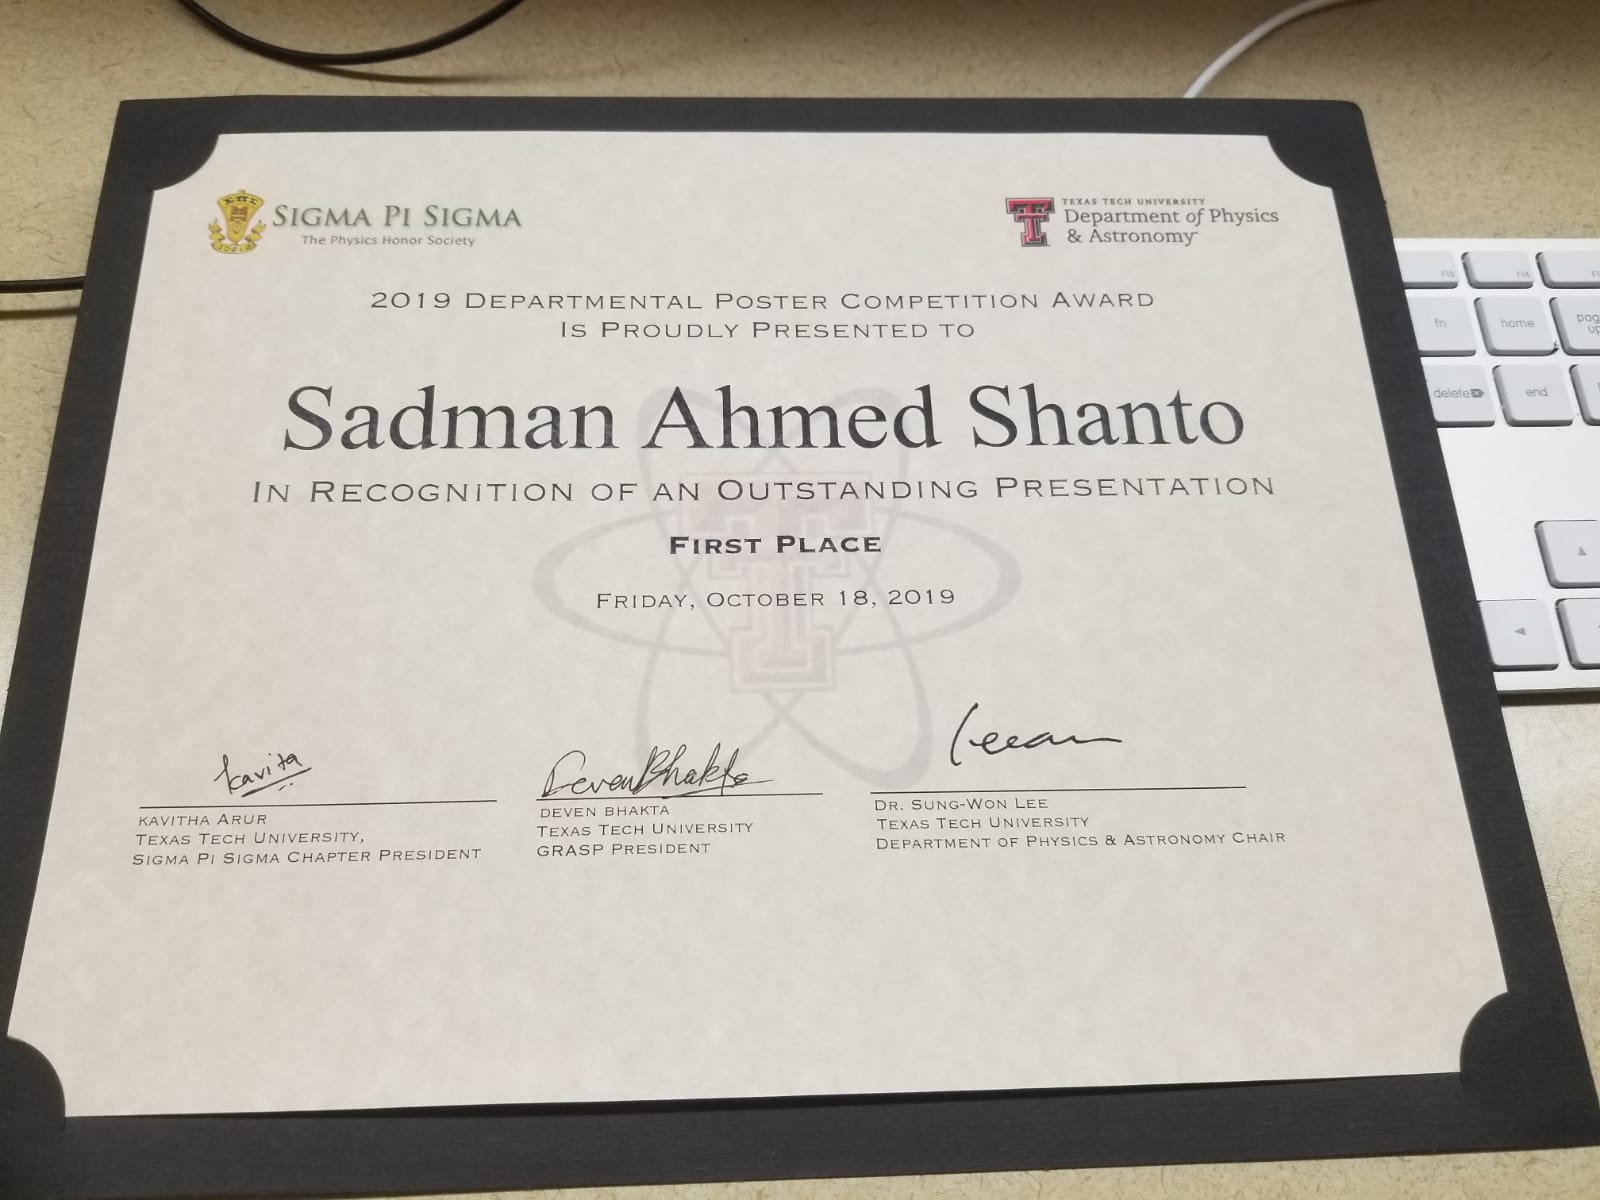 SIGMA PI SIGMA
The Physics Honor Society
TEXAS TECH UNIVERSITY
Department of Physics
& Astronomy
2019 DEPARTMENTAL POSTER COMPETITION AWARD
IS PROUDLY PRESENTED TO
Sadman Ahmed Shanto
IN RECOGNITION OF AN OUTSTANDING PRESENTATION
FIRST PLACE
FRIDAY, OCTOBER 18, 2019
Kavita
Deven Bhakta
KAVITHA ARUR
TEXAS TECH UNIVERSITY,
SIGMA PI SIGMA CHAPTER PRESIDENT
DEVEN BHAKTA
TEXAS TECH UNIVERSITY
GRASP PRESIDENT
DR. SUNG-WON LEE
TEXAS TECH UNIVERSITY
DEPARTMENT OF PHYSICS & ASTRONOMY CHAIR
F13 F14
fn home page up
delete end